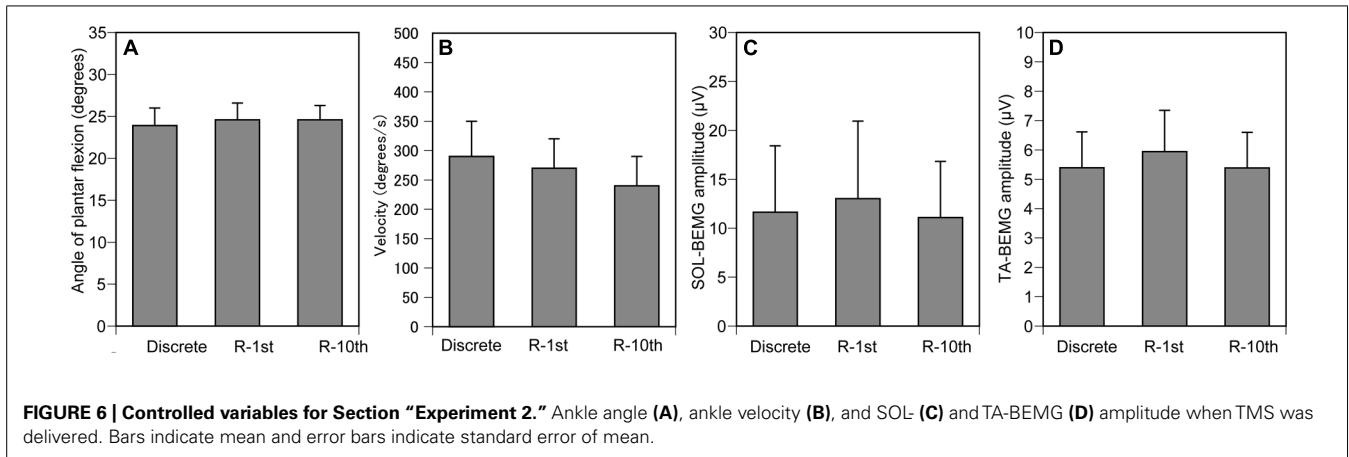 A
Angle of plantar flexion (degrees)
35
30
25
20
15
10
5
0
Discrete R-1st R-10th
B
Velocity (degrees/s)
500
450
400
350
300
250
200
150
100
50
0
Discrete R-1st R-10th
C
SOL-BEMG ampllitude (µV)
30
25
20
15
10
5
0
Discrete R-1st R-10th
D
TA-BEMG amplitude (µV)
10
9
8
7
6
5
4
3
2
1
0
Discrete R-1st R-10th
FIGURE 6 | Controlled variables for Section “Experiment 2.” Ankle angle (A), ankle velocity (B), and SOL- (C) and TA-BEMG (D) amplitude when TMS was
delivered. Bars indicate mean and error bars indicate standard error of mean.